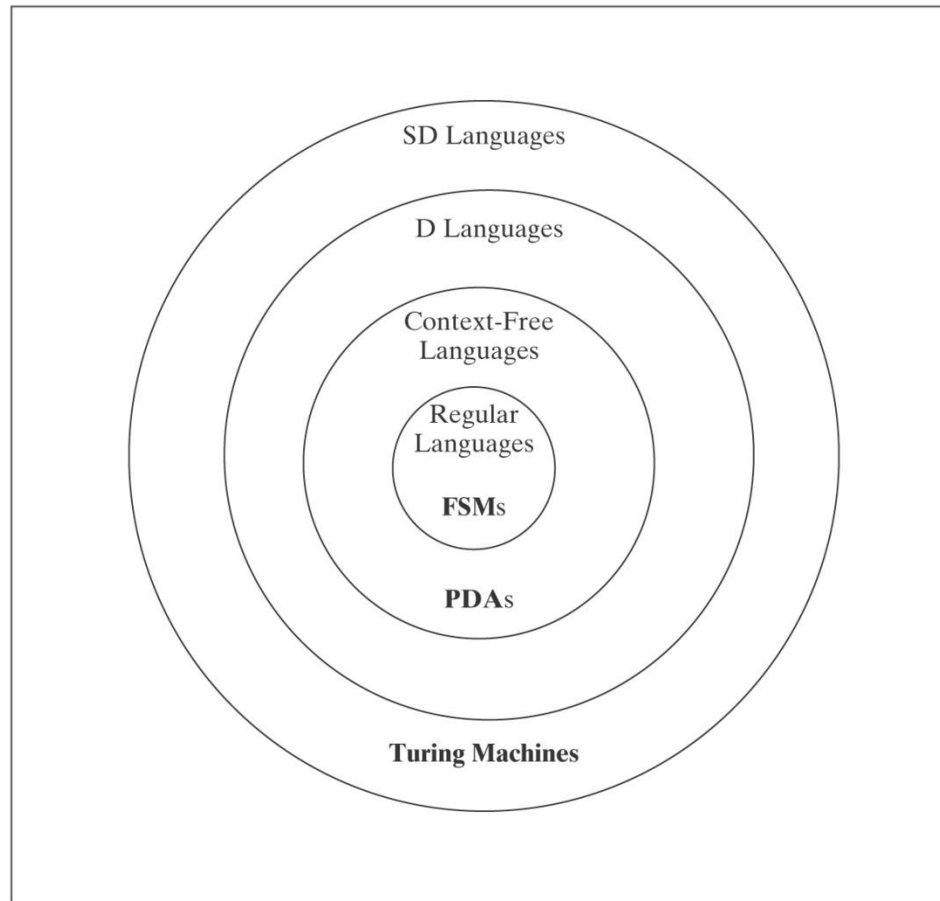 SD Languages
D Languages
Context-Free
Languages
Regular
Languages
FSMs
PDAs
Turing Machines